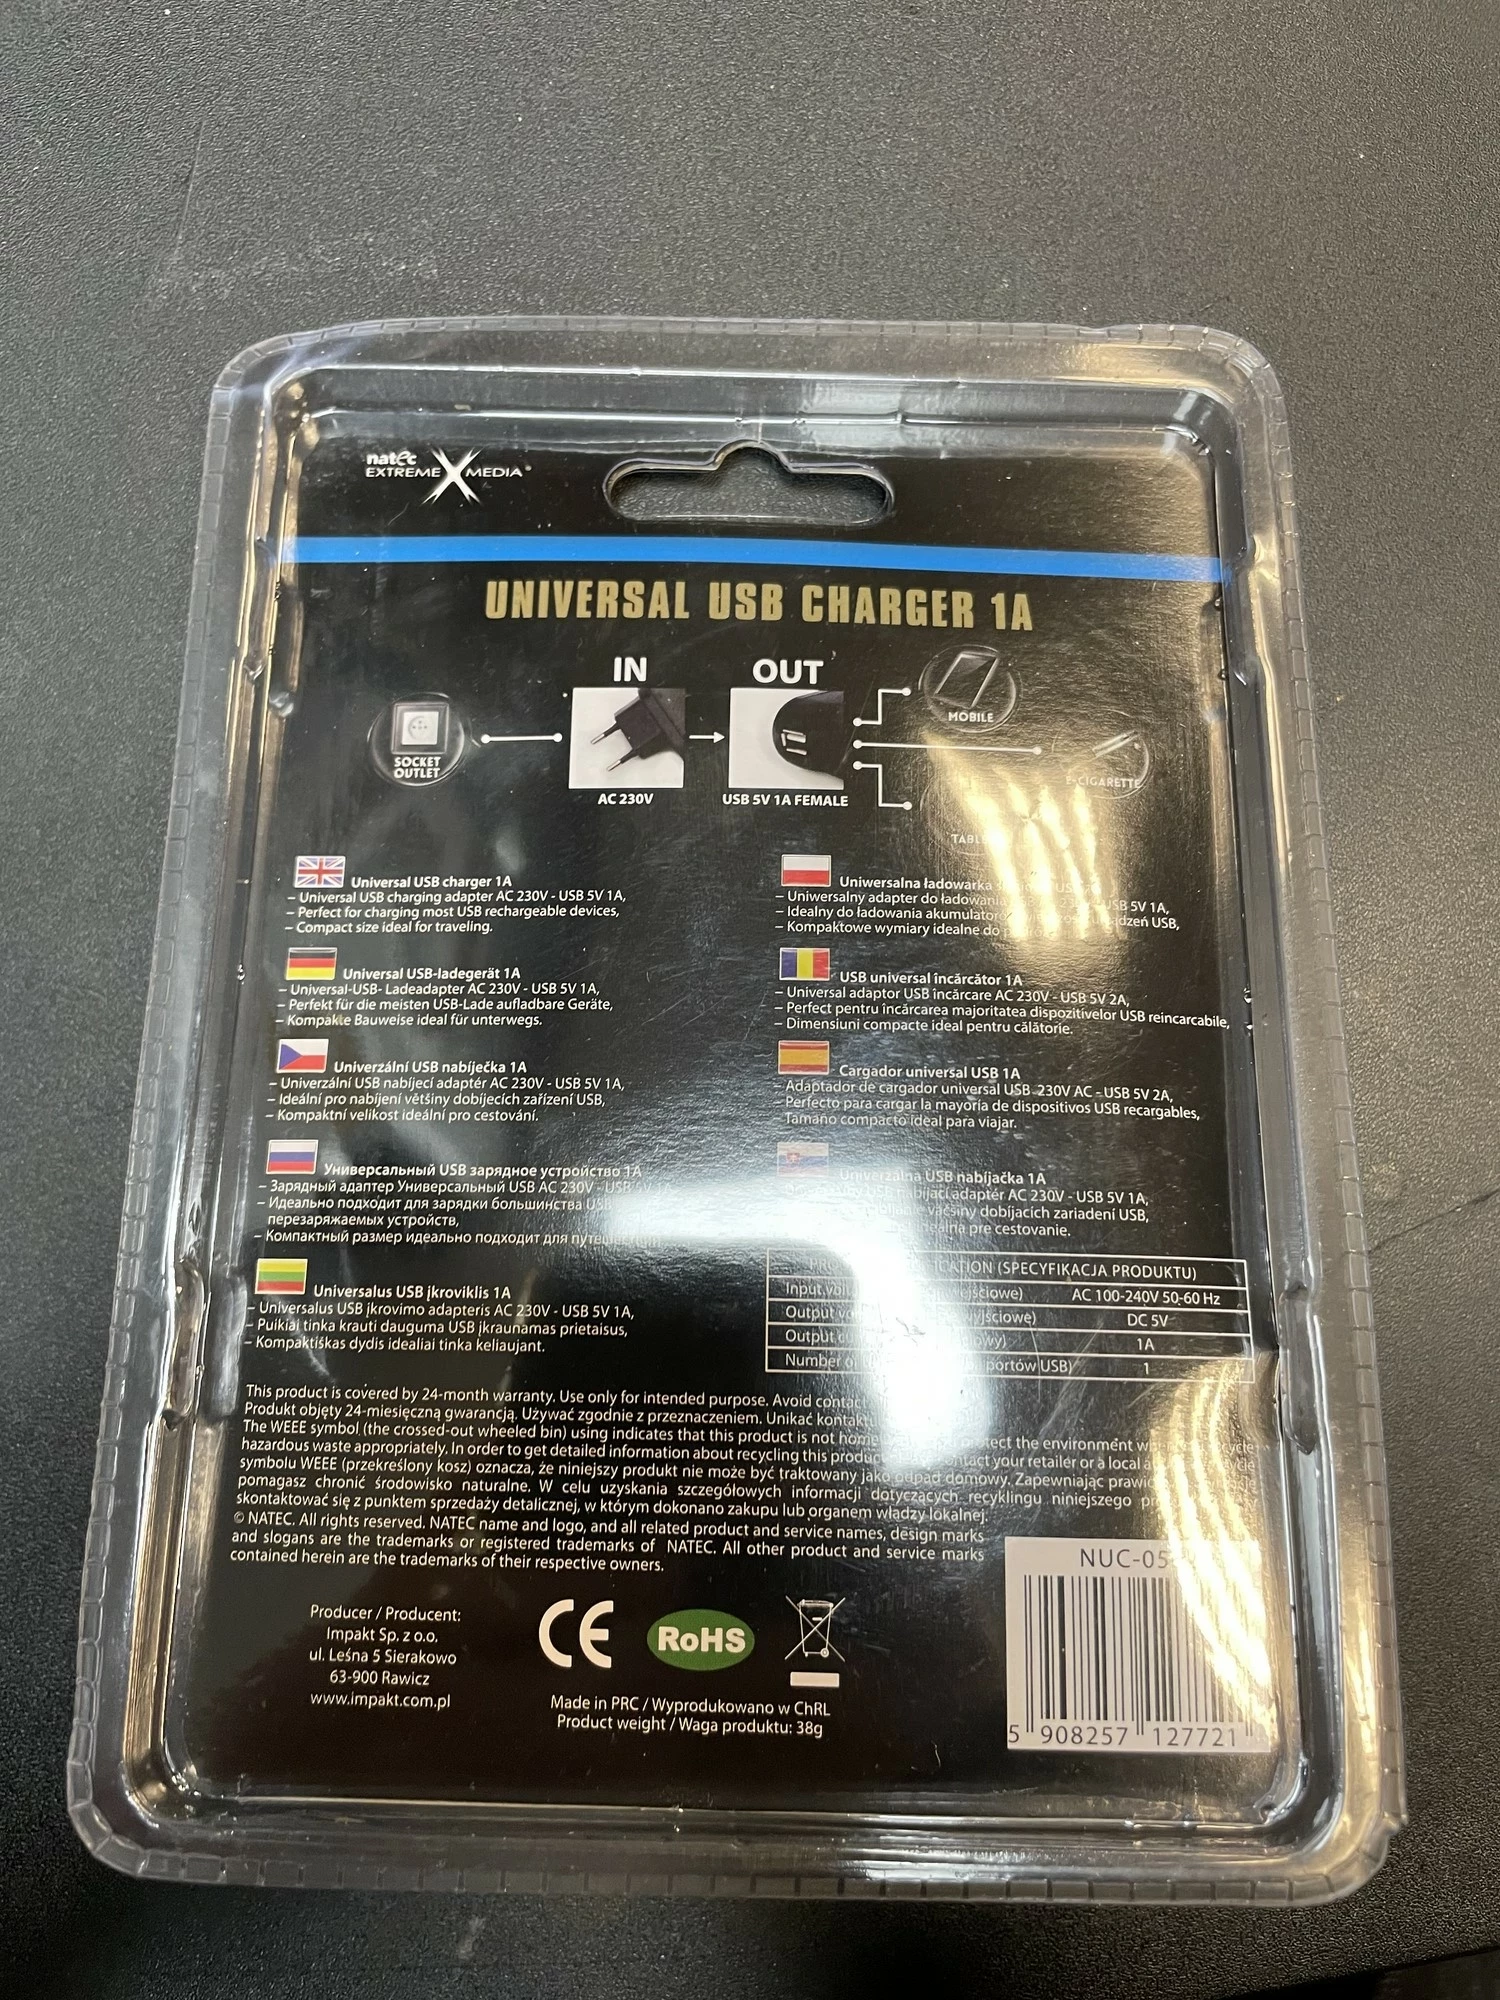 natec
EXTREME X MEDIA
UNIVERSAL USB CHARGER 1A
IN
OUT
SOCKET
OUTLET
AC 230V
USB 5V 1A FEMALE
MOBILE
E-CIGARETTE
Universal USB charger 1A
– Universal USB charging adapter AC 230V - USB 5V 1A,
– Perfect for charging most USB rechargeable devices,
– Compact size ideal for traveling.
Universal USB-ladegerät 1A
– Universal-USB- Ladeadapter AC 230V - USB 5V 1A,
– Perfekt für die meisten USB-Lade aufladbare Geräte,
– Kompakte Bauweise ideal für unterwegs.
Univerzální USB nabíječka 1A
– Univerzální USB nabíjecí adaptér AC 230V - USB 5V 1A,
– Ideální pro nabíjení většiny dobíjecích zařízení USB,
– Kompaktní velikost ideální pro cestování.
Универсальный USB зарядное устройство 1A
– Зарядный адаптер Универсальный USB AC 230V - USB 5V 1A,
– Идеально подходит для зарядки большинства USB
перезаряжаемых устройств,
– Компактный размер идеально подходит для
Universalus USB įkroviklis 1A
– Universalus USB įkrovimo adapteris AC 230V - USB 5V 1A,
– Puikiai tinka krauti dauguma USB įkraunamas prietaisus,
– Kompaktiškas dydis idealiai tinka keliaujant.
Uniwersalna ładowarka
– Uniwersalny adapter do ładowania USB 5V 1A,
– Idealny do ładowania USB,
– Kompaktowe wymiary idealne do
USB universal încărcător 1A
– Universal adaptor USB încărcare AC 230V - USB 5V 2A,
– Perfect pentru încărcarea majoritatea dispozitivelor USB reincarcabile,
– Dimensiuni compacte ideal pentru călătorie.
Cargador universal USB 1A
– Adaptador de cargador universal USB 230V AC - USB 5V 2A,
– Perfecto para cargar la mayoría de dispositivos USB recargables,
Tamaño compacto ideal para viajar.
Univerzálna USB nabíjačka 1A
nabíjací adaptér AC 230V - USB 5V 1A,
väčšiny dobíjacích zariadení USB,
pre cestovanie.
(SPECYFIKACJA PRODUKTU)
Input AC 100-240V 50-60 Hz
Output DC 5V
Output 1A
Number portów USB) 1
This product is covered by 24-month warranty. Use only for intended purpose. Avoid contact
Produkt objęty 24-miesięczną gwarancją. Używać zgodnie z przeznaczeniem. Unikać
The WEEE symbol (the crossed-out wheeled bin) using indicates that this product is not the environment
hazardous waste appropriately. In order to get detailed information about recycling this your retailer or a local
symbolu WEEE (przekreślony kosz) oznacza, że niniejszy produkt nie może być traktowany jako odpad domowy. Zapewniając
pomagasz chronić środowisko naturalne. W celu uzyskania szczegółowych informacji dotyczących recyklingu niniejszego
skontaktować się z punktem sprzedaży detalicznej, w którym dokonano zakupu lub organem władzy lokalnej.
© NATEC. All rights reserved. NATEC name and logo, and all related product and service names, design marks
and slogans are the trademarks or registered trademarks of NATEC. All other product and service marks
contained herein are the trademarks of their respective owners.
Producer / Producent:
Impakt Sp. z o.o.
ul. Leśna 5 Sierakowo
63-900 Rawicz
www.impakt.com.pl
CE
RoHS
Made in PRC / Wyprodukowano w ChRL
Product weight / Waga produktu: 38g
5 908257 127721